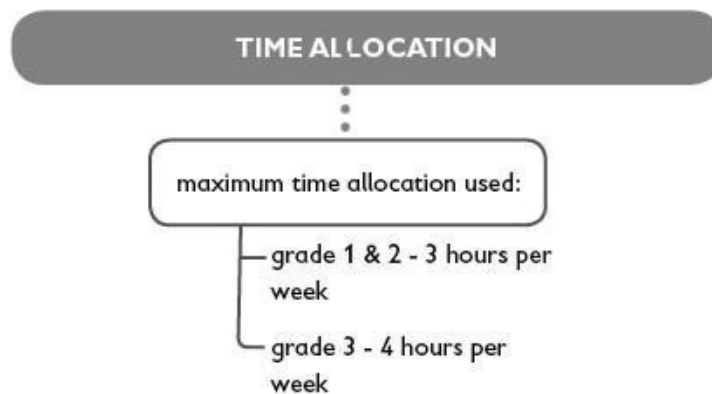 TIME ALLOCATION
maximum time allocation used:
grade 1 & 2 - 3 hours per
week
grade 3 - 4 hours per
week